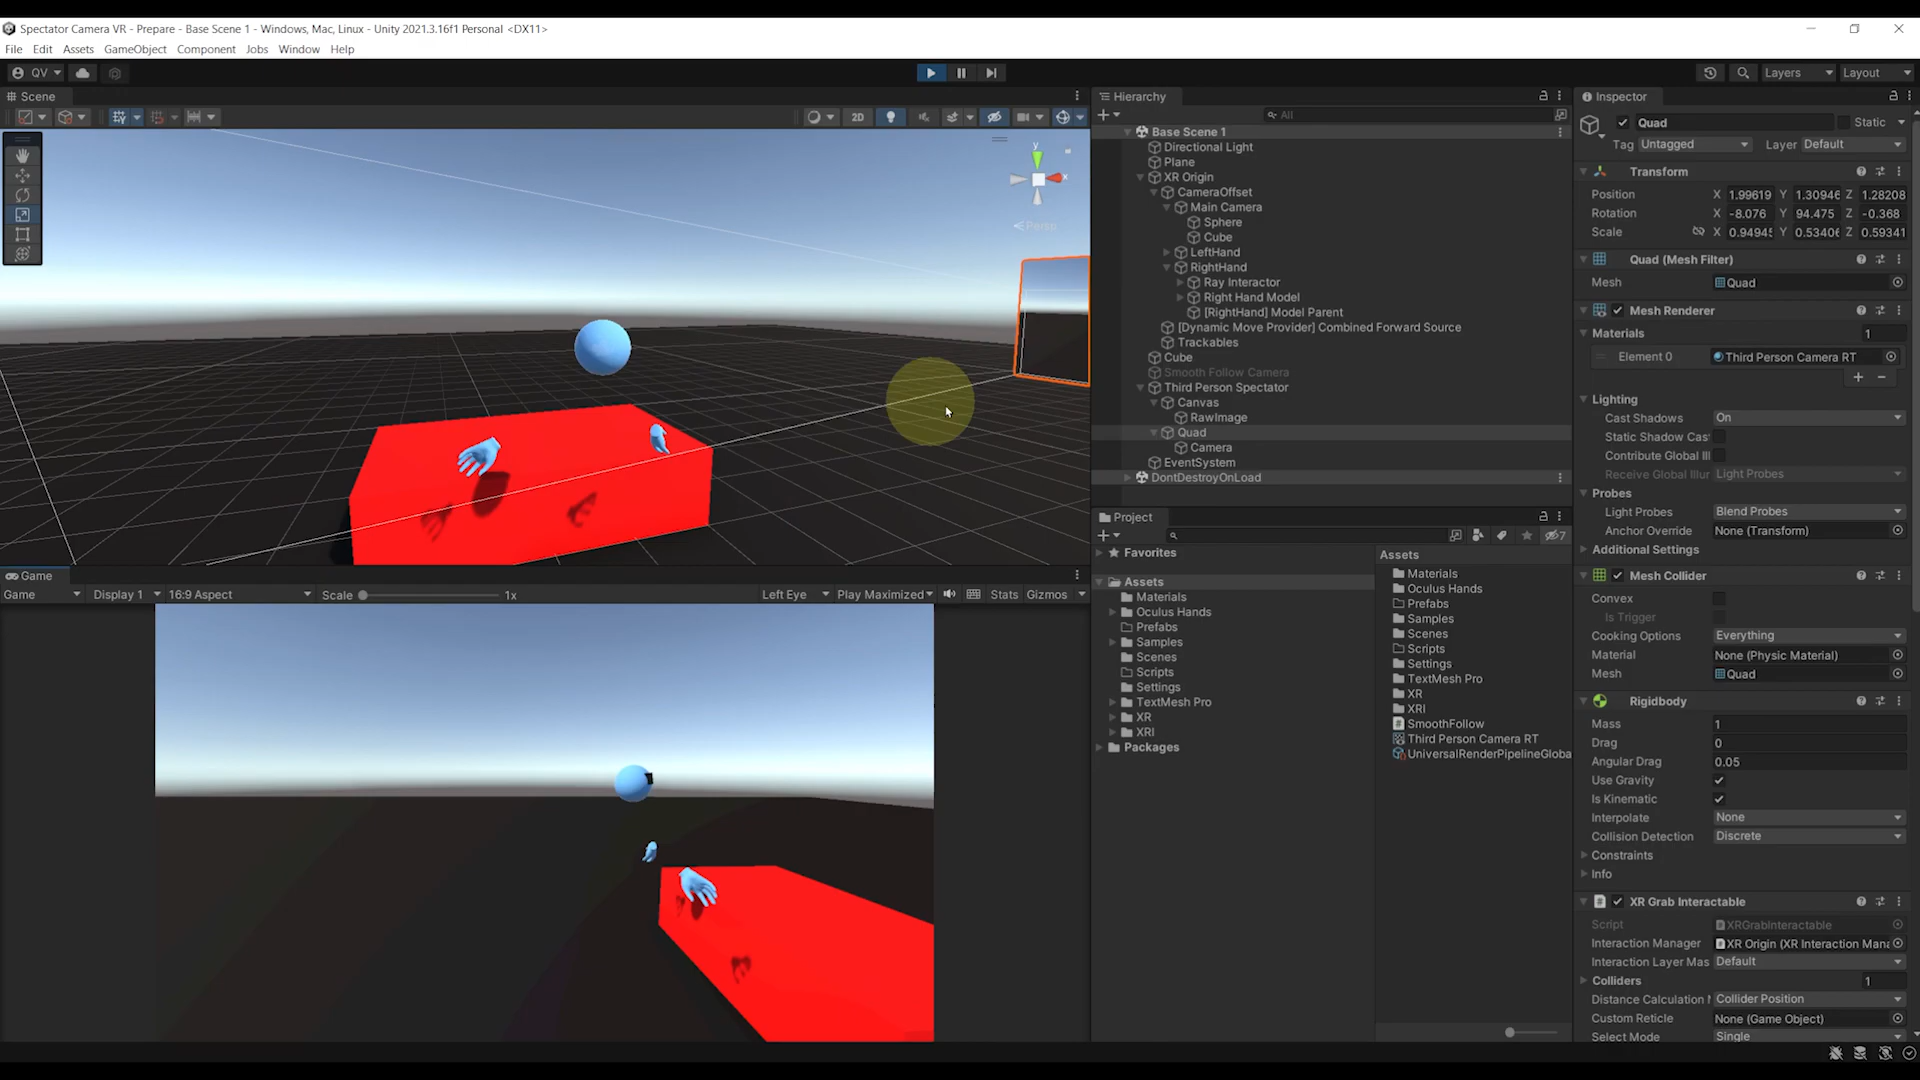 Spectator Camera VR - Prepare - Base Scene 1 - Windows, Mac, Linux - Unity 2021.3.16f1 Personal <DX11>
File Edit Assets GameObject Component Jobs Window Help
QV
Layers Layout
Scene
2D
y
x
Persp
Game
Game Display 1 16:9 Aspect Scale 1x Left Eye Play Maximized Stats Gizmos
Hierarchy
All
Base Scene 1
Directional Light
Plane
XR Origin
CameraOffset
Main Camera
Sphere
Cube
LeftHand
RightHand
Ray Interactor
Right Hand Model
[RightHand] Model Parent
[Dynamic Move Provider] Combined Forward Source
Trackables
Cube
Smooth Follow Camera
Third Person Spectator
Canvas
RawImage
Quad
Camera
EventSystem
DontDestroyOnLoad
Project
7
Favorites
Assets
Materials
Oculus Hands
Prefabs
Samples
Scenes
Scripts
Settings
TextMesh Pro
XR
XRI
Packages
Assets
Materials
Oculus Hands
Prefabs
Samples
Scenes
Scripts
Settings
TextMesh Pro
XR
XRI
SmoothFollow
Third Person Camera RT
UniversalRenderPipelineGloba
Inspector
Quad Static
Tag Untagged Layer Default
Transform
Position X 1.99619 Y 1.30946 Z 1.28208
Rotation X -8.076 Y 94.475 Z -0.368
Scale X 0.94945 Y 0.53406 Z 0.59341
Quad (Mesh Filter)
Mesh Quad
Mesh Renderer
Materials 1
Element 0 Third Person Camera RT
Lighting
Cast Shadows On
Static Shadow Cas
Contribute Global Ill
Receive Global Illur Light Probes
Probes
Light Probes Blend Probes
Anchor Override None (Transform)
Additional Settings
Mesh Collider
Convex
Is Trigger
Cooking Options Everything
Material None (Physic Material)
Mesh Quad
Rigidbody
Mass 1
Drag 0
Angular Drag 0.05
Use Gravity
Is Kinematic
Interpolate None
Collision Detection Discrete
Constraints
Info
XR Grab Interactable
Script XRGrabInteractable
Interaction Manager XR Origin (XR Interaction Mana
Interaction Layer Mas Default
Colliders 1
Distance Calculation I Collider Position
Custom Reticle None (Game Object)
Select Mode Single